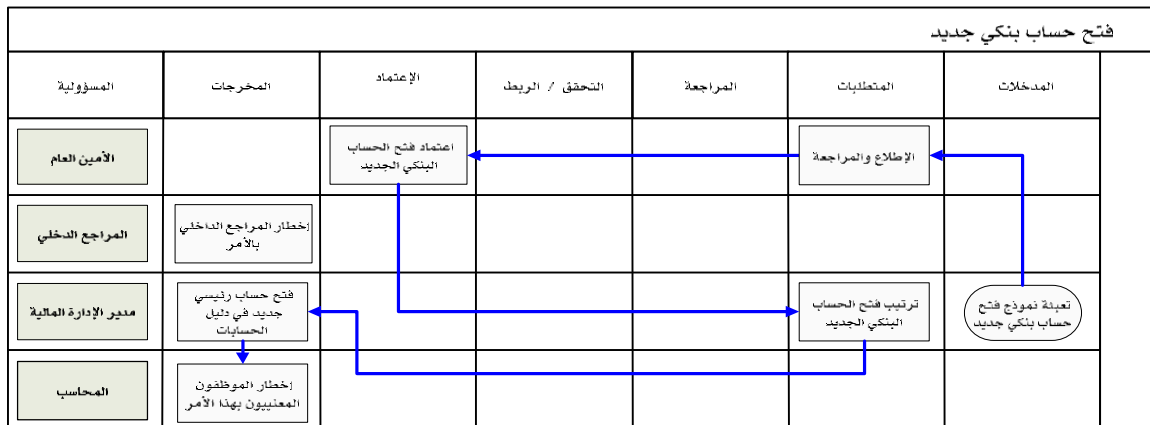 فتح حساب بنكي جديد
المدخلات
المتطلبات
المراجعة
التحقق / الربط
الإعتماد
المخرجات
المسؤولية
الإطلاع والمراجعة
اعتماد فتح الحساب
البنكي الجديد
الأمين العام
إخطار المراجع الداخلي
بالأمر
المراجع الدخلي
تعبئة نموذج فتح
حساب بنكي جديد
ترتيب فتح الحساب
البنكي الجديد
فتح حساب رئيسي
جديد في دليل
الحسابات
مدير الإدارة المالية
إخطار الموظفون
المعنييون بهذا الأمر
المحاسب